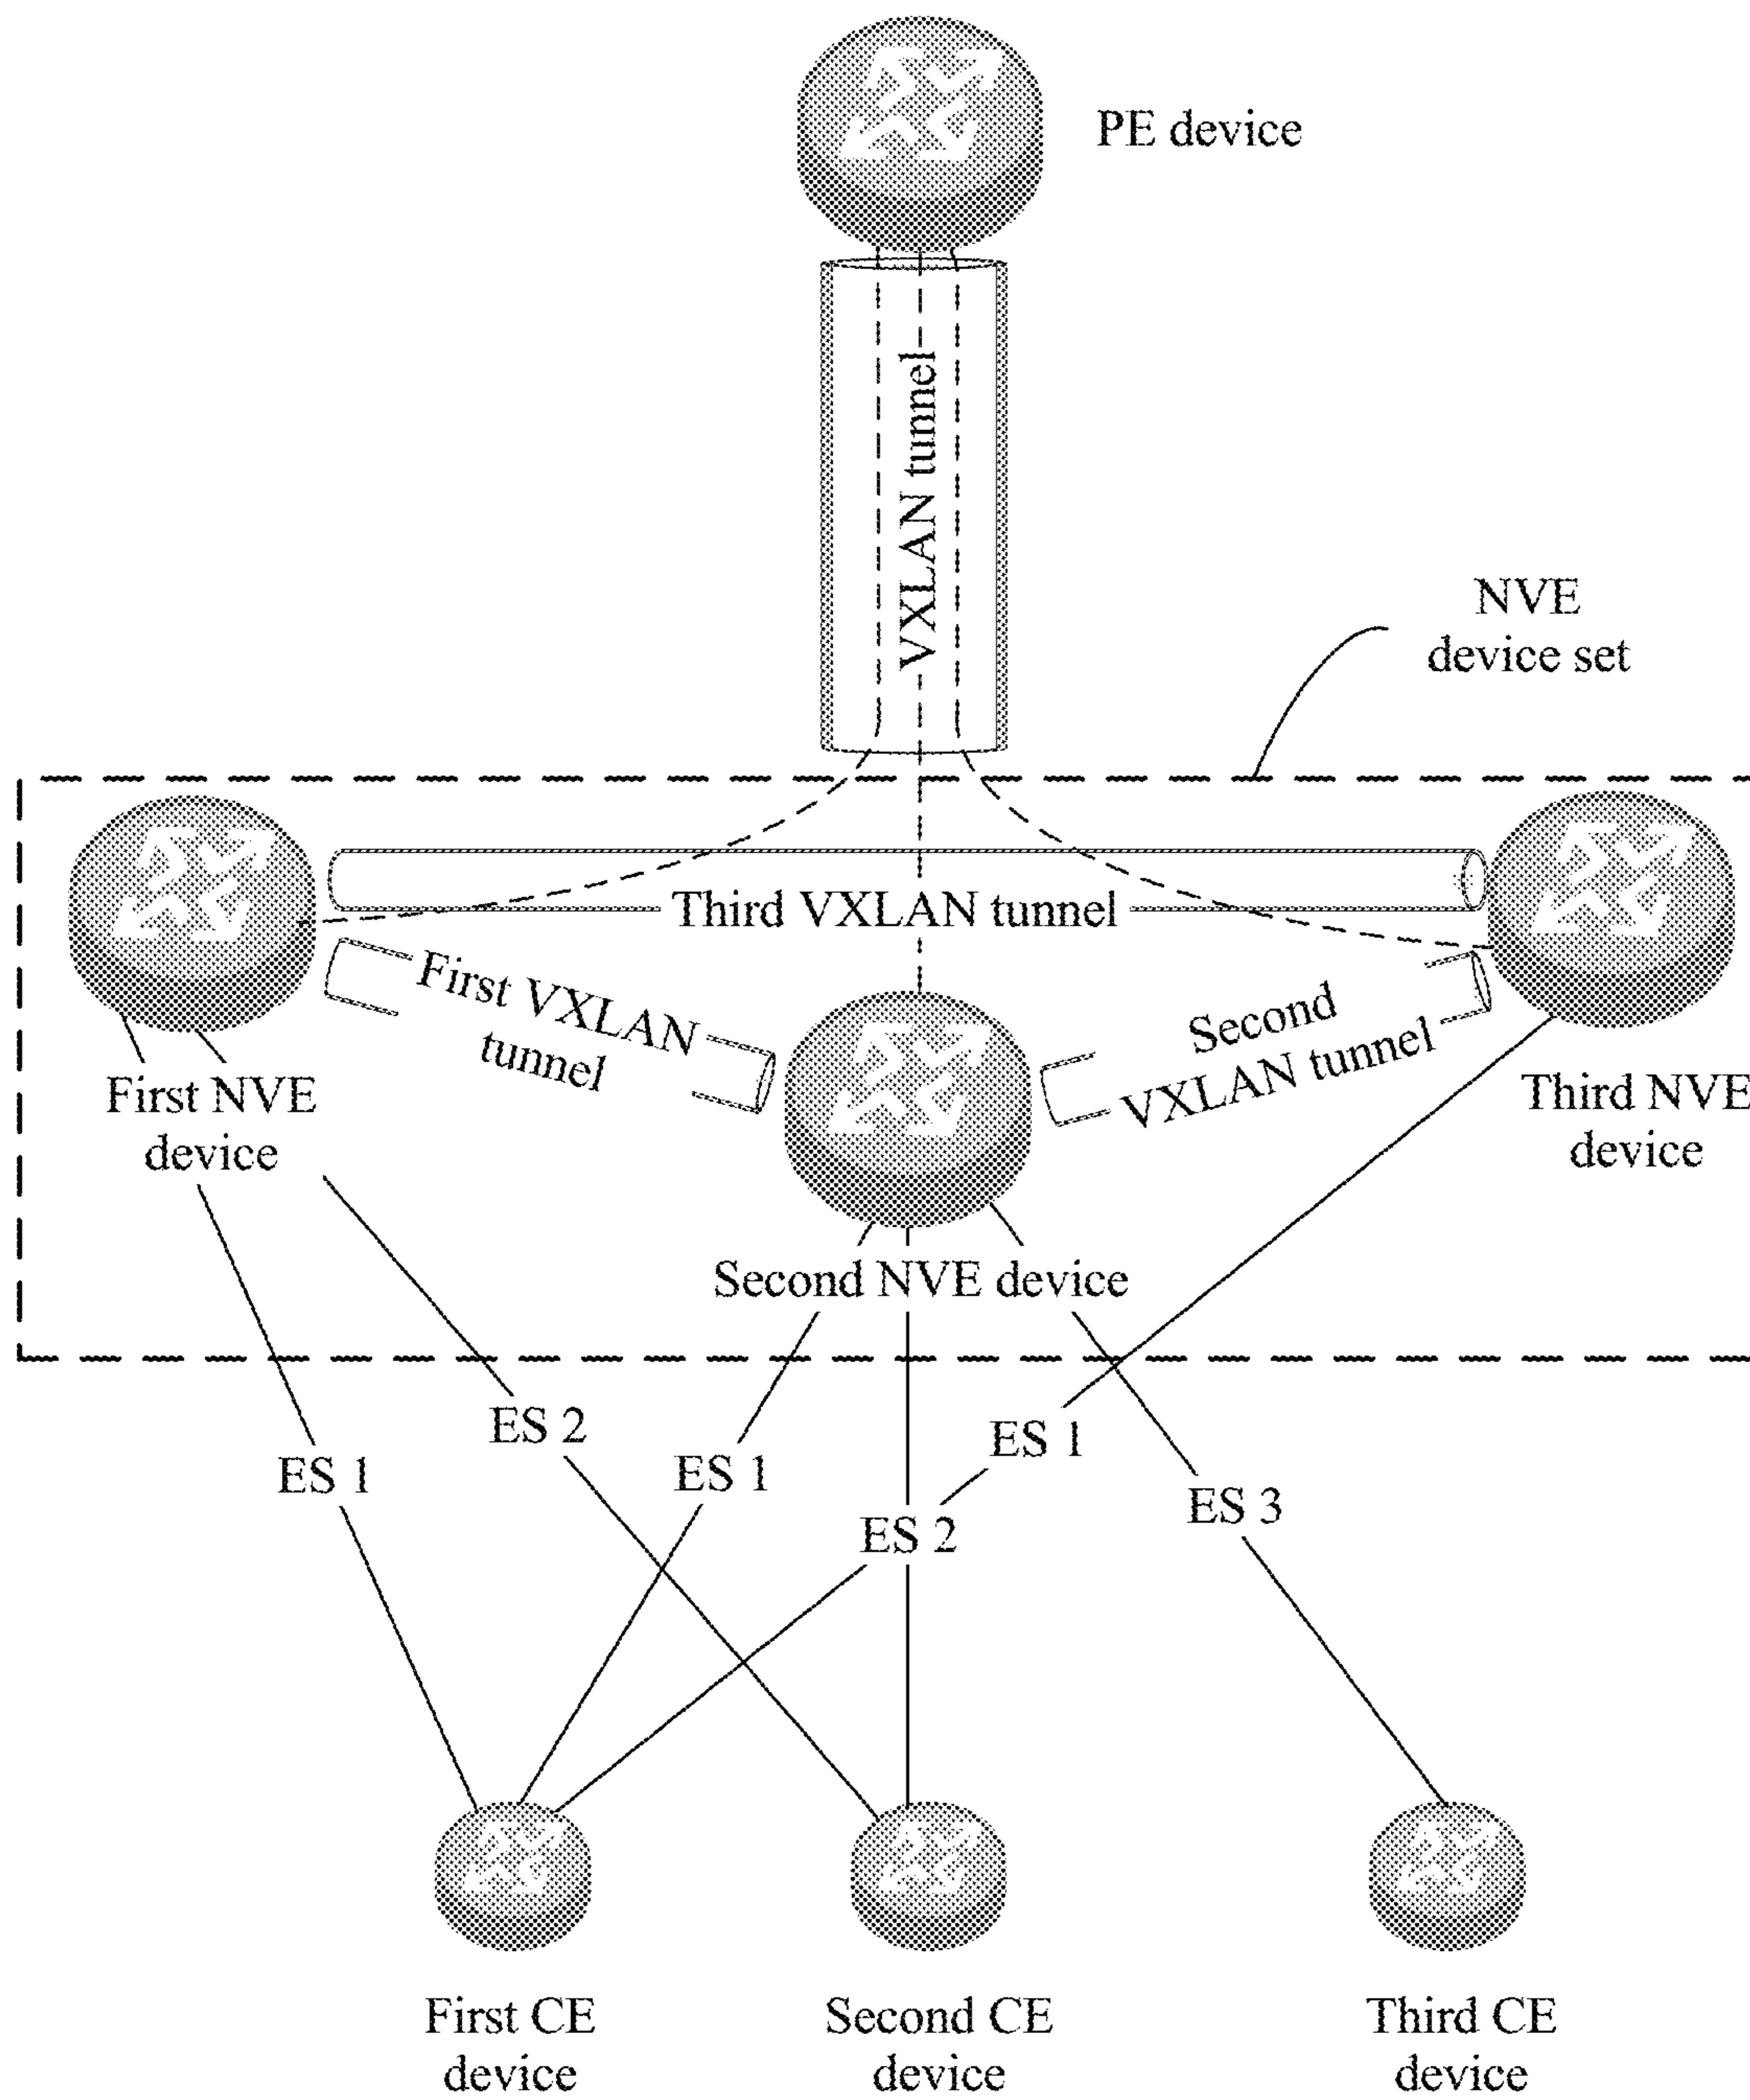 PE device
VXLAN tunnel
NVE
device set
Third VXLAN tunnel
First VXLAN
tunnel
Second
VXLAN tunnel
First NVE
device
Third NVE
device
Second NVE device
ES 2
ES 1
ES 1
ES 1
ES 3
ES 2
First CE
device
Second CE
device
Third CE
device